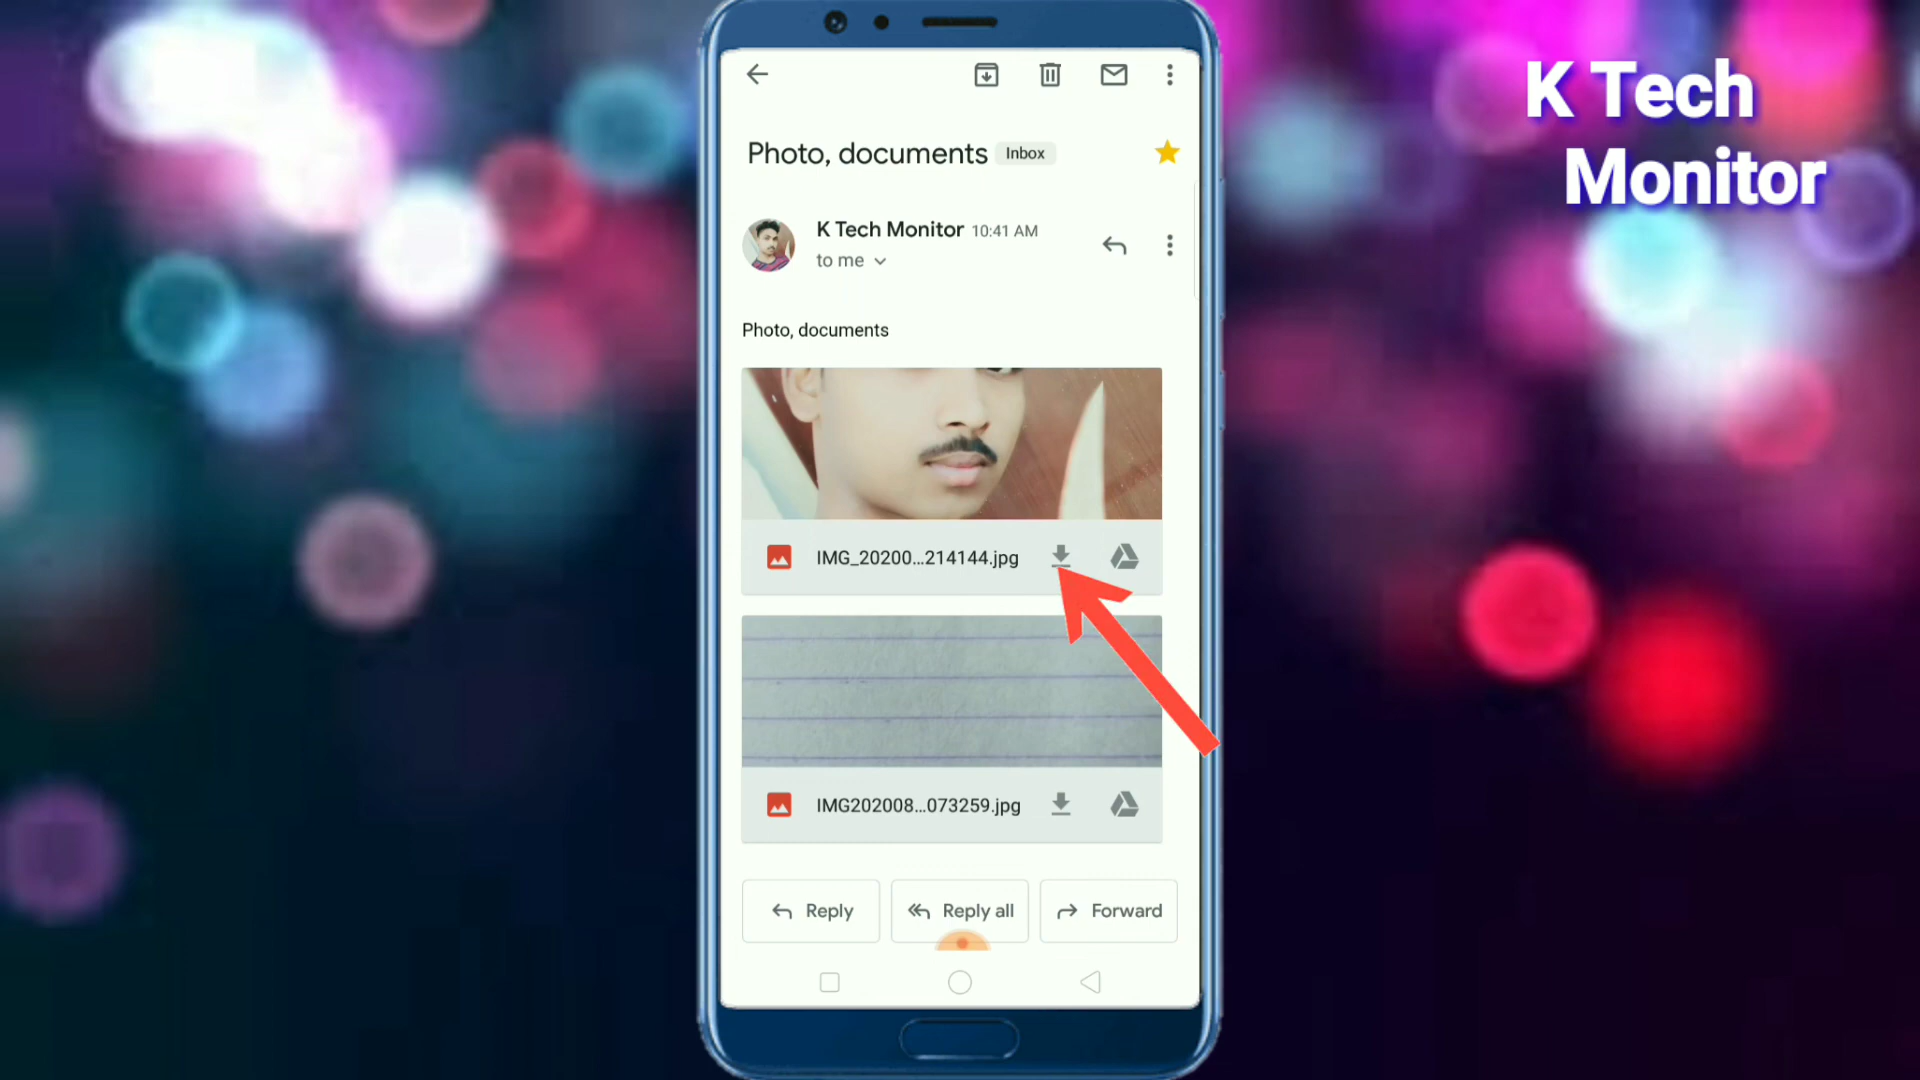 K Tech
Monitor
Photo, documents Inbox
K Tech Monitor 10:41 AM
to me
Photo, documents
IMG_20200...214144.jpg
IMG202008...073259.jpg
Reply
Reply all
Forward